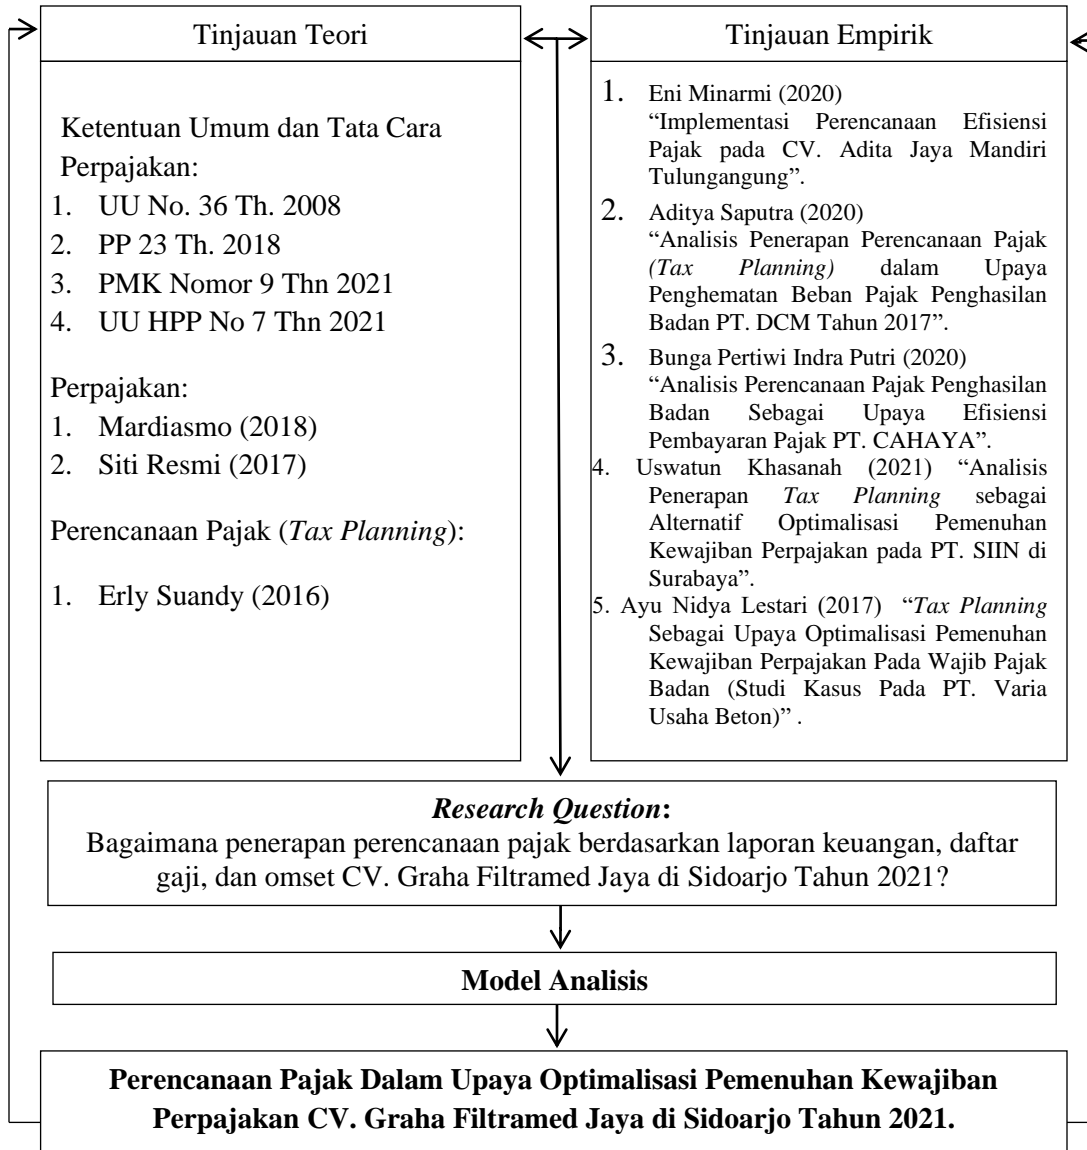 Tinjauan Teori
Ketentuan Umum dan Tata Cara
Perpajakan:
1. UU No. 36 Th. 2008
2. PP 23 Th. 2018
3. PMK Nomor 9 Thn 2021
4. UU HPP No 7 Thn 2021
Perpajakan:
1. Mardiasmo (2018)
2. Siti Resmi (2017)
Perencanaan Pajak (Tax Planning):
1. Erly Suandy (2016)
Tinjauan Empirik
1. Eni Minarmi (2020)
“Implementasi Perencanaan Efisiensi
Pajak pada CV. Adita Jaya Mandiri
Tulungangung”.
2. Aditya Saputra (2020)
“Analisis Penerapan Perencanaan Pajak
(Tax Planning) dalam Upaya
Penghematan Beban Pajak Penghasilan
Badan PT. DCM Tahun 2017”.
3. Bunga Pertiwi Indra Putri (2020)
“Analisis Perencanaan Pajak Penghasilan
Badan Sebagai Upaya Efisiensi
Pembayaran Pajak PT. CAHAYA”.
4. Uswatun Khasanah (2021) “Analisis
Penerapan Tax Planning sebagai
Alternatif Optimalisasi Pemenuhan
Kewajiban Perpajakan pada PT. SIIN di
Surabaya”.
5. Ayu Nidya Lestari (2017) “Tax Planning
Sebagai Upaya Optimalisasi Pemenuhan
Kewajiban Perpajakan Pada Wajib Pajak
Badan (Studi Kasus Pada PT. Varia
Usaha Beton)” .
Research Question:
Bagaimana penerapan perencanaan pajak berdasarkan laporan keuangan, daftar
gaji, dan omset CV. Graha Filtramed Jaya di Sidoarjo Tahun 2021?
Model Analisis
Perencanaan Pajak Dalam Upaya Optimalisasi Pemenuhan Kewajiban
Perpajakan CV. Graha Filtramed Jaya di Sidoarjo Tahun 2021.